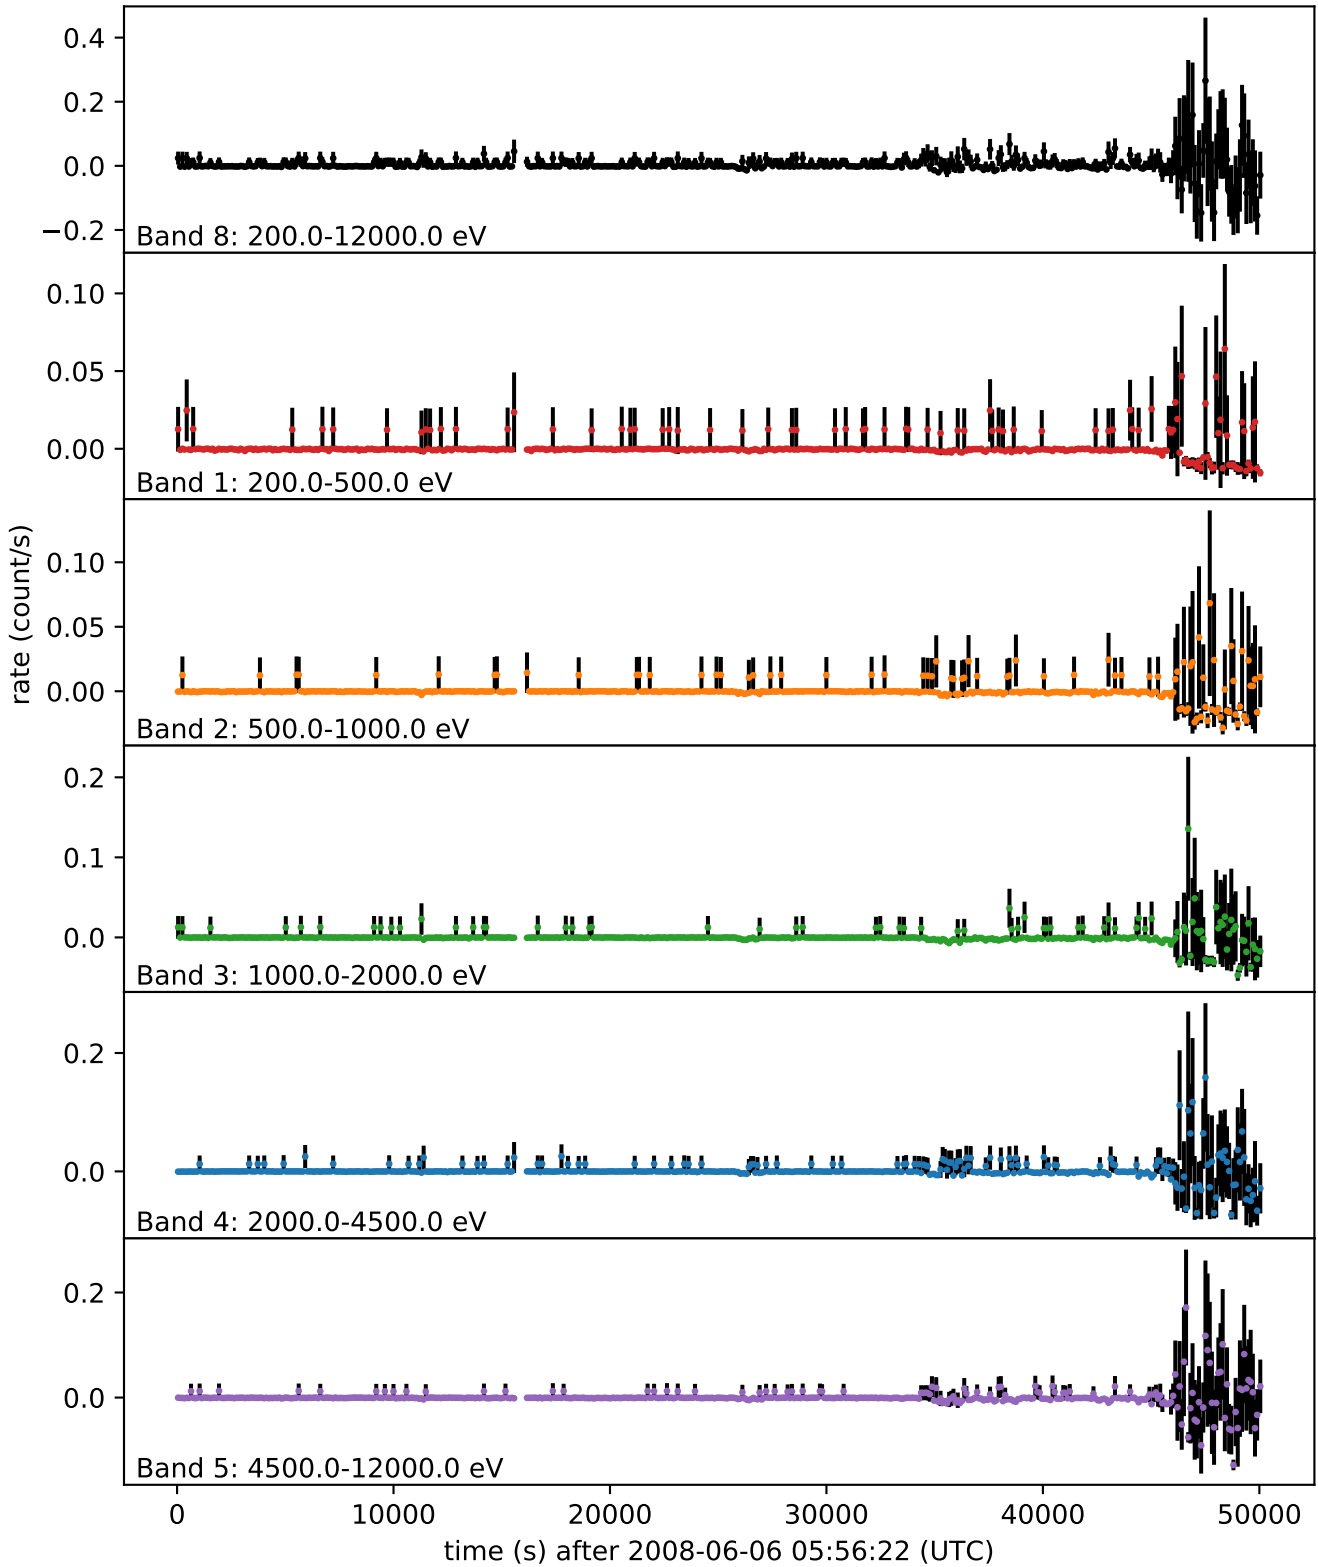 0.4
0.2
0.0
−0.2
Band 8: 200.0-12000.0 eV
0.10
0.05
0.00
Band 1: 200.0-500.0 eV
rate (count/s)
0.10
0.05
0.00
Band 2: 500.0-1000.0 eV
0.2
0.1
0.0
Band 3: 1000.0-2000.0 eV
0.2
0.0
Band 4: 2000.0-4500.0 eV
0.2
0.0
Band 5: 4500.0-12000.0 eV
0 10000 20000 30000 40000 50000
time (s) after 2008-06-06 05:56:22 (UTC)